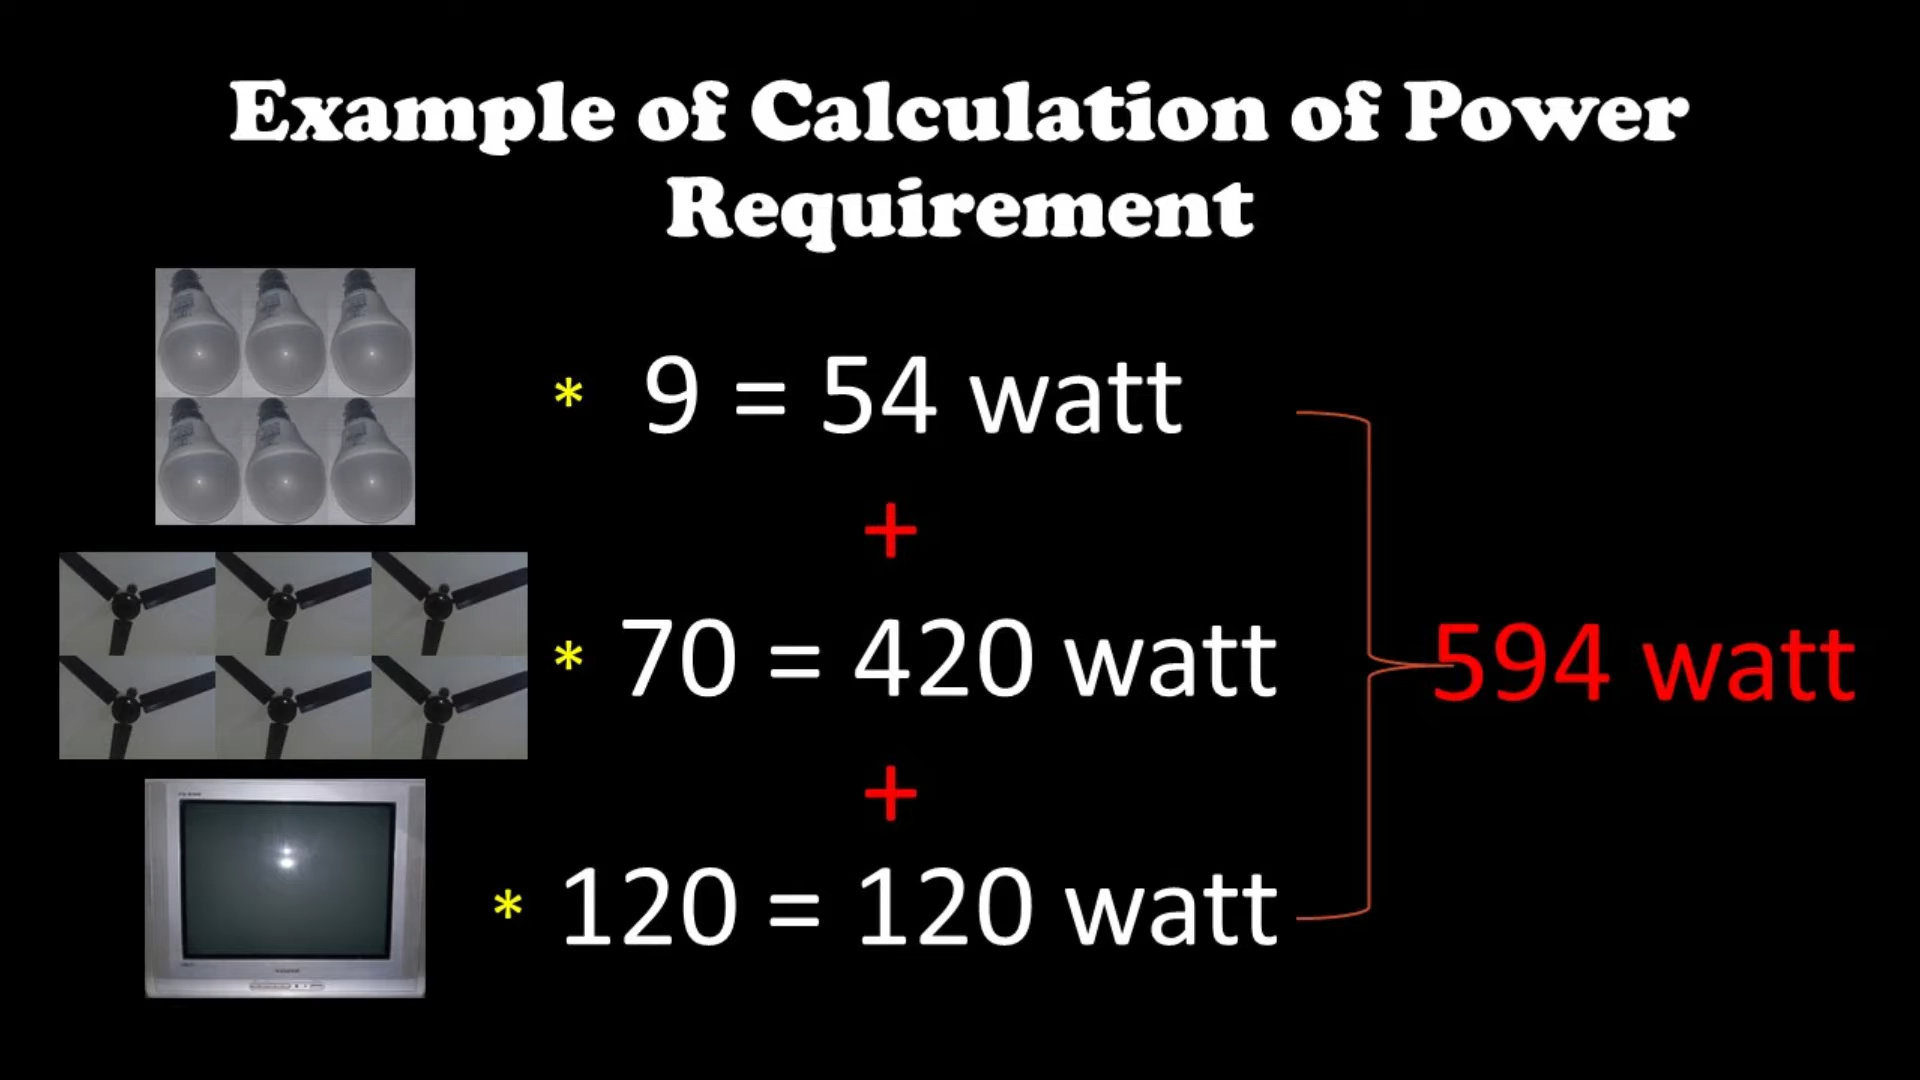 Example of Calculation of Power
Requirement
* 9 = 54 watt
+
* 70 = 420 watt
594 watt
+
* 120 = 120 watt